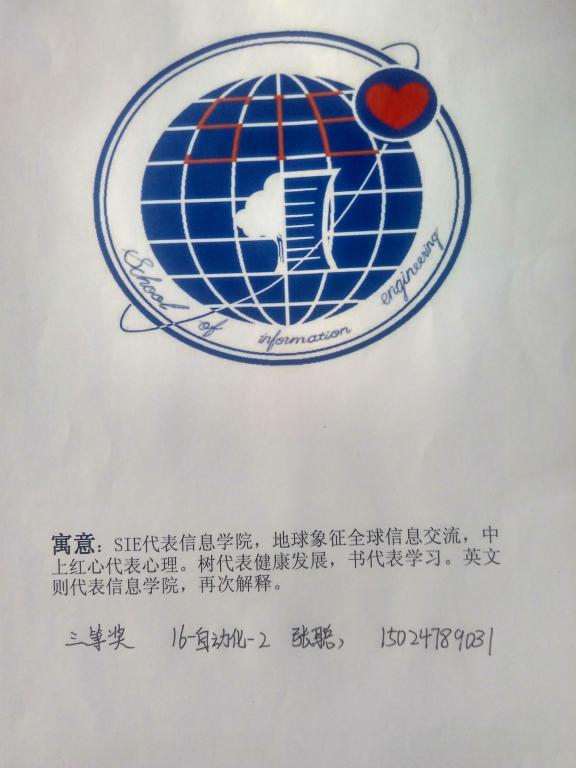 School of information engineering
寓意：SIE代表信息学院，地球象征全球信息交流，中
上红心代表心理。树代表健康发展，书代表学习。英文
则代表信息学院，再次解释。
三等奖 16-自动化-2 张聪， 15024789031